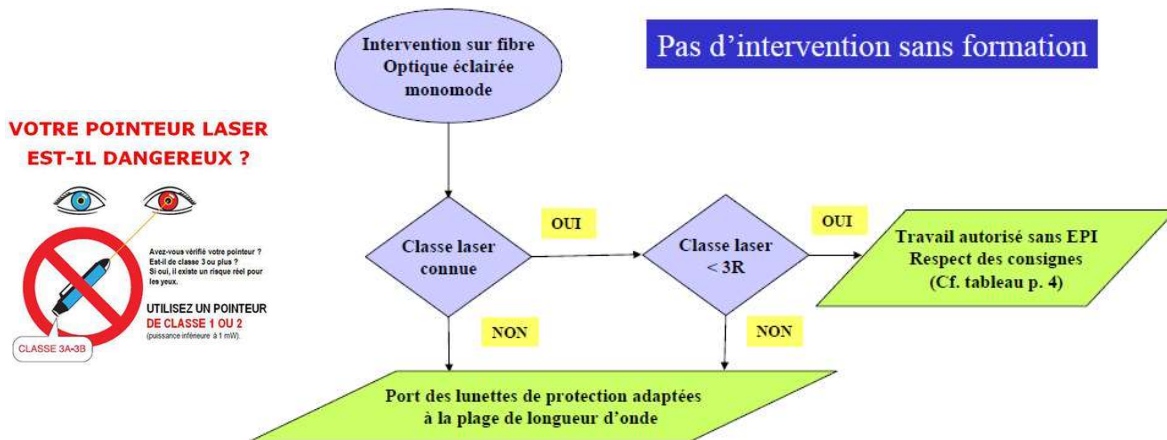 Pas d'intervention sans formation
Intervention sur fibre
Optique éclairée
monomode
VOTRE POINTEUR LASER
EST-IL DANGEREUX ?
Avez-vous vérifié votre pointeur ?
Est-il de classe 3 ou plus ?
Si oui, il existe un risque réel pour
les yeux.
UTILISEZ UN POINTEUR
DE CLASSE 1 OU 2
(puissance inférieure à 1 mW).
CLASSE 3A-3B
Classe laser
connue
OUI
Classe laser
< 3R
OUI
Travail autorisé sans EPI
Respect des consignes
(Cf. tableau p. 4)
NON
NON
Port des lunettes de protection adaptées
à la plage de longueur d'onde